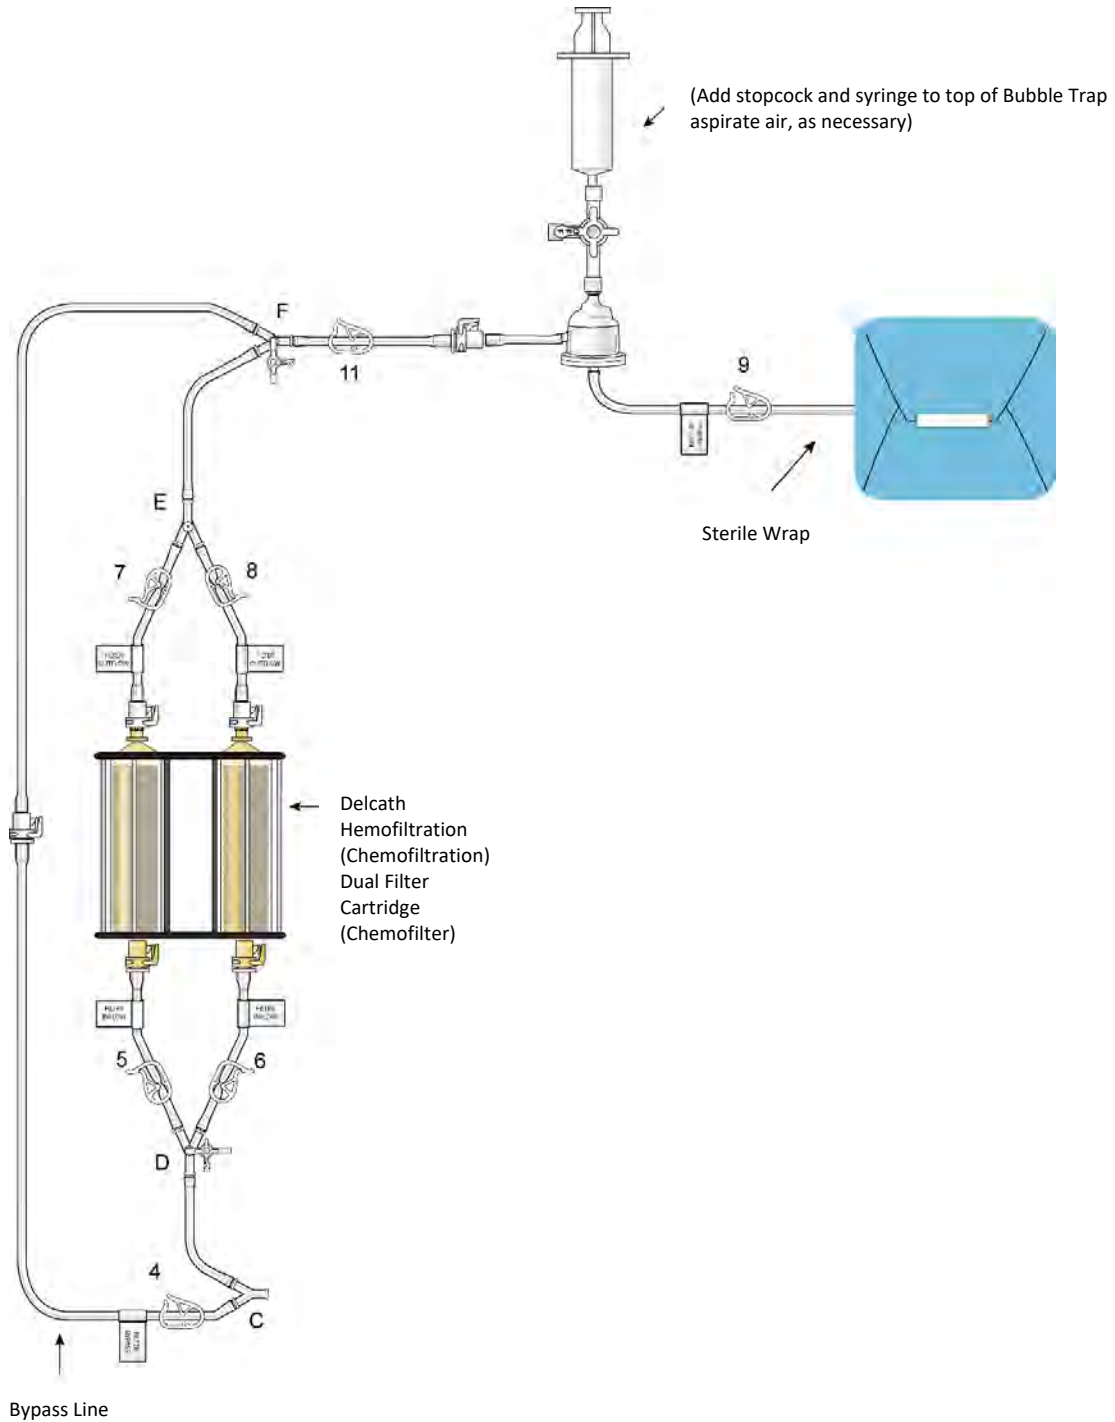 (Add stopcock and syringe to top of Bubble Trap
aspirate air, as necessary)
F
11
9
E
Sterile Wrap
7
8
Delcath
Hemofiltration
(Chemofiltration)
Dual Filter
Cartridge
(Chemofilter)
5
6
D
4
C
Bypass Line